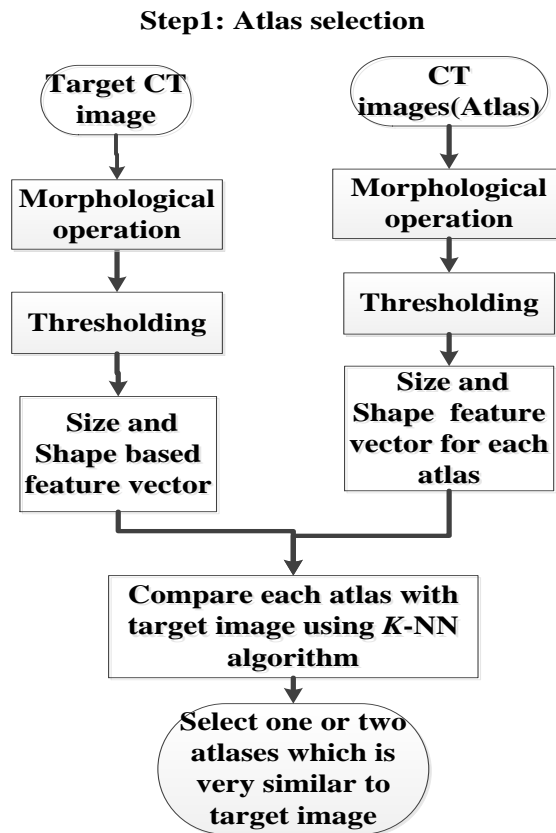 Step1: Atlas selection
Target CT
image
Morphological
operation
Thresholding
Size and
Shape based
feature vector
CT
images(Atlas)
Morphological
operation
Thresholding
Size and
Shape feature
vector for each
atlas
Compare each atlas with
target image using K-NN
algorithm
Select one or two
atlases which is
very similar to
target image